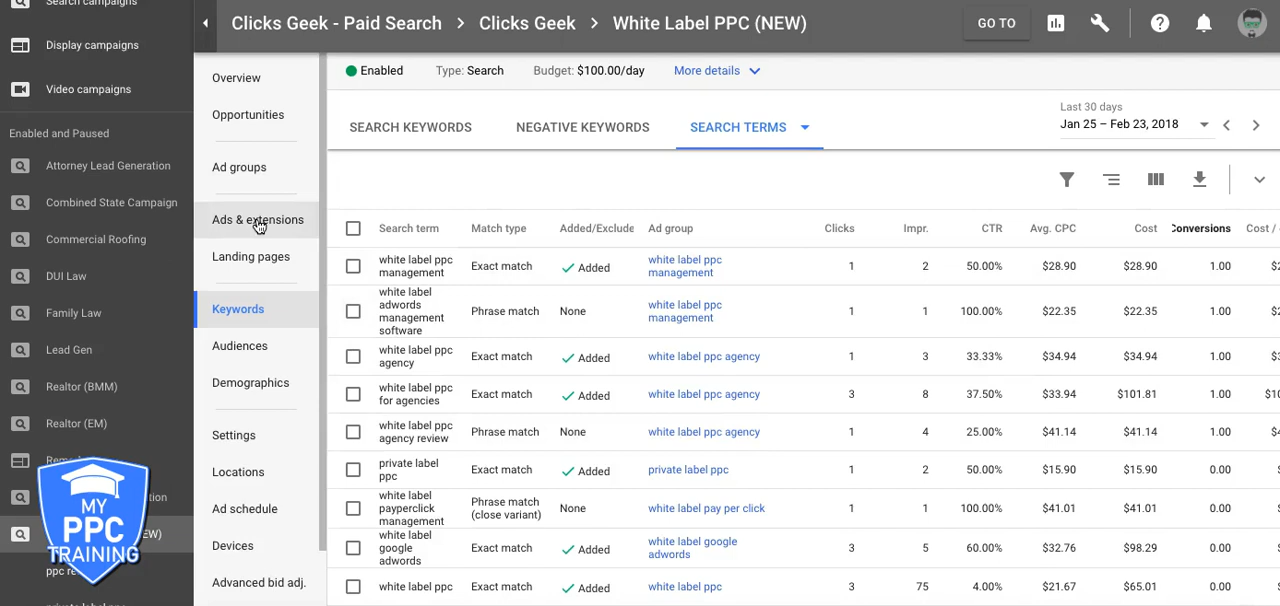 Search campaigns
Display campaigns
Video campaigns
Enabled and Paused
Attorney Lead Generation
Combined State Campaign
Commercial Roofing
DUI Law
Family Law
Lead Gen
Realtor (BMM)
Realtor (EM)
MY
PPC
TRAINING
Clicks Geek - Paid Search > Clicks Geek > White Label PPC (NEW)
GO TO
Overview
Opportunities
Ad groups
Ads & extensions
Landing pages
Keywords
Audiences
Demographics
Settings
Locations
Ad schedule
Devices
Advanced bid adj.
Enabled Type: Search Budget: $100.00/day More details
SEARCH KEYWORDS NEGATIVE KEYWORDS SEARCH TERMS
Last 30 days
Jan 25 – Feb 23, 2018
Search term Match type Added/Exclude Ad group Clicks Impr. CTR Avg. CPC Cost Conversions Cost /
white label ppc management Exact match Added white label ppc management 1 2 50.00% $28.90 $28.90 1.00
white label adwords management software Phrase match None white label ppc management 1 1 100.00% $22.35 $22.35 1.00
white label ppc agency Exact match Added white label ppc agency 1 3 33.33% $34.94 $34.94 1.00
white label ppc for agencies Exact match Added white label ppc agency 3 8 37.50% $33.94 $101.81 1.00
white label ppc agency review Phrase match None white label ppc agency 1 4 25.00% $41.14 $41.14 1.00
private label ppc Exact match Added private label ppc 1 2 50.00% $15.90 $15.90 0.00
white label payperclick management Phrase match (close variant) None white label pay per click 1 1 100.00% $41.01 $41.01 0.00
white label google adwords Exact match Added white label google adwords 3 5 60.00% $32.76 $98.29 0.00
white label ppc Exact match Added white label ppc 3 75 4.00% $21.67 $65.01 0.00